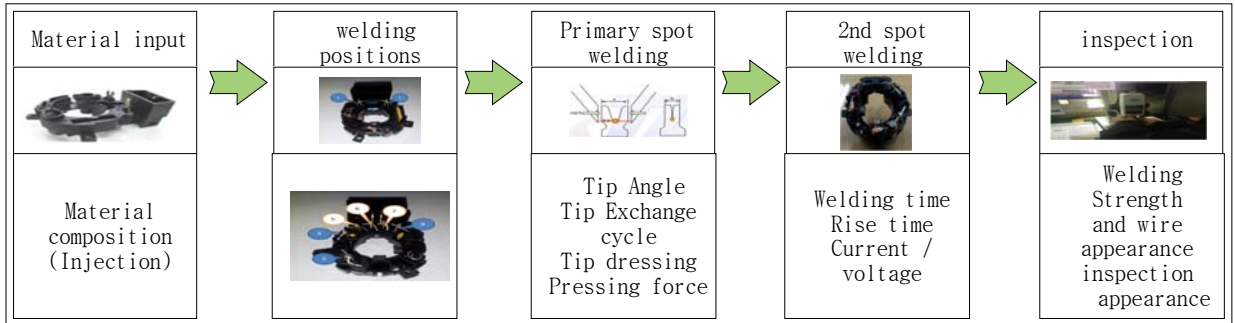 Material input
welding
positions
Primary spot
welding
2nd spot
welding
inspection
Material
composition
(Injection)
Tip Angle
Tip Exchange
cycle
Tip dressing
Pressing force
Welding time
Rise time
Current /
voltage
Welding
Strength
and wire
appearance
inspection
appearance